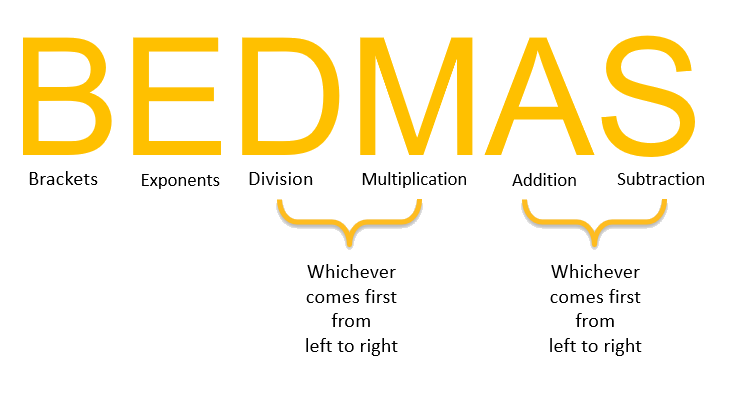 BEDMAS
Brackets Exponents Division Multiplication Addition Subtraction
Whichever
comes first
from
left to right
Whichever
comes first
from
left to right